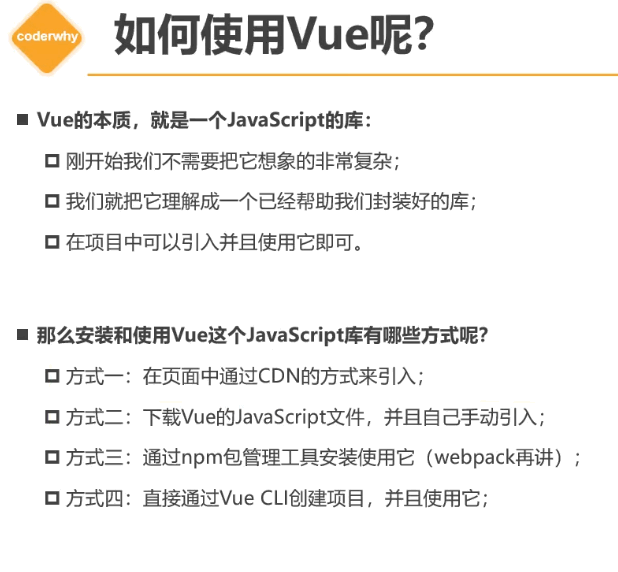 coderwhy
如何使用Vue呢？
Vue的本质，就是一个JavaScript的库：
刚开始我们不需要把它想象的非常复杂；
我们就把它理解成一个已经帮助我们封装好的库；
在项目中可以引入并且使用它即可。
那么安装和使用Vue这个JavaScript库有哪些方式呢？
方式一：在页面中通过CDN的方式来引入；
方式二：下载Vue的JavaScript文件，并且自己手动引入；
方式三：通过npm包管理工具安装使用它（webpack再讲）；
方式四：直接通过Vue CLI创建项目，并且使用它；